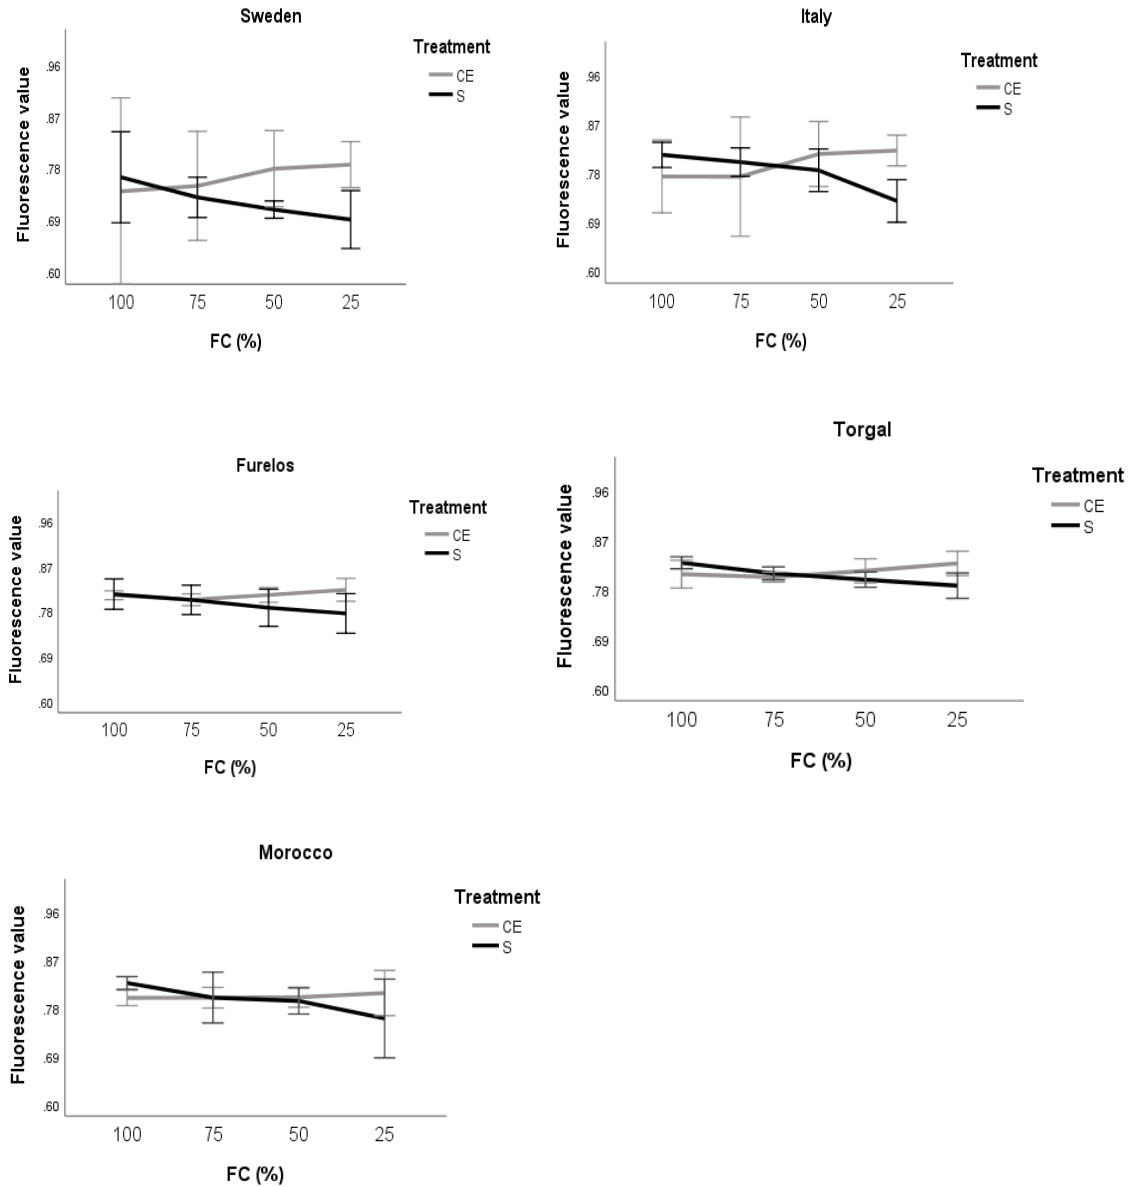 Sweden
Treatment
CE
S
Fluorescence value
.96
.87
.78
.69
.60
100 75 50 25
FC (%)
Italy
Treatment
CE
S
Fluorescence value
.96
.87
.78
.69
.60
100 75 50 25
FC (%)
Furelos
Treatment
CE
S
Fluorescence value
.96
.87
.78
.69
.60
100 75 50 25
FC (%)
Torgal
Treatment
CE
S
Fluorescence value
.96
.87
.78
.69
.60
100 75 50 25
FC (%)
Morocco
Treatment
CE
S
Fluorescence value
.96
.87
.78
.69
.60
100 75 50 25
FC (%)